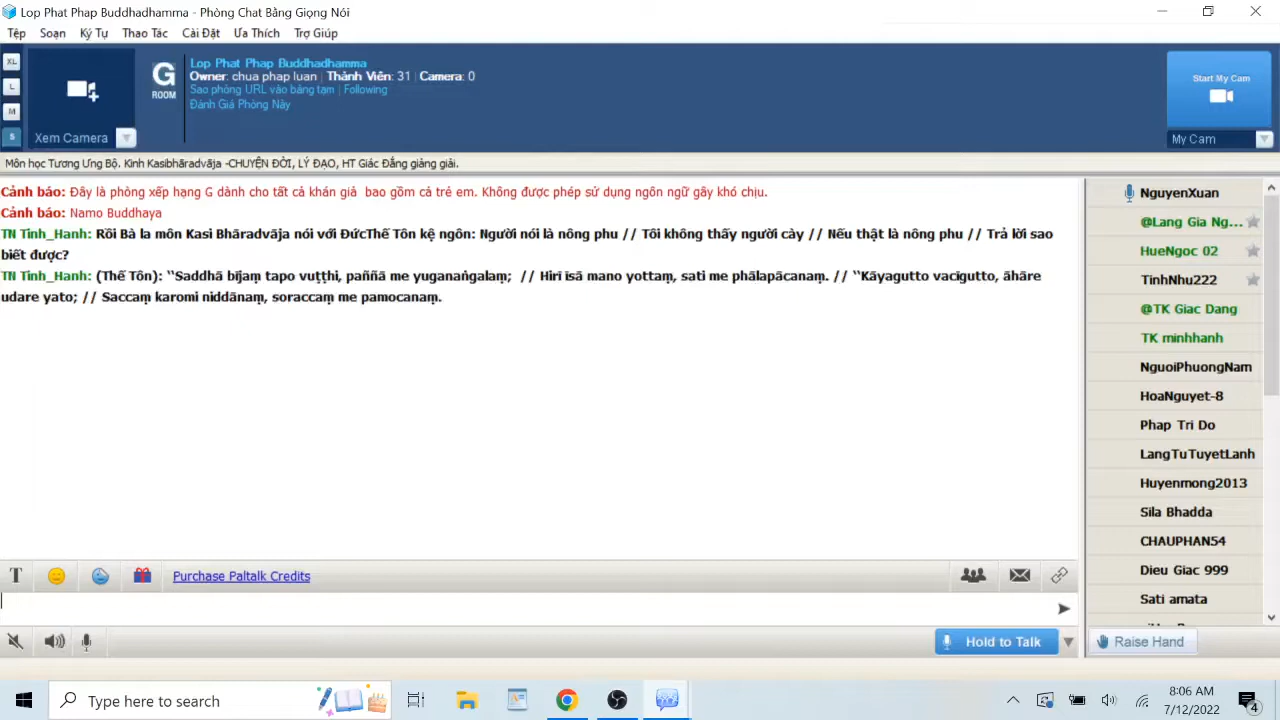 Lop Phat Phap Buddhadhamma - Phòng Chat Bằng Giọng Nói
Tệp Soạn Ký Tự Thao Tác Cài Đặt Ưa Thích Trợ Giúp
XL
L
M
S
Xem Camera
G
ROOM
Lop Phat Phap Buddhadhamma
Owner: chua phap luan | Thành Viên: 31 | Camera: 0
Sao phòng URL vào bảng tạm | Following
Đánh Giá Phòng Này
Start My Cam
My Cam
Môn học Tương Ưng Bộ. Kinh Kasibhāradvāja -CHUYỆN ĐỜI, LÝ ĐẠO, HT Giác Đẳng giảng giải.
Cảnh báo: Đây là phòng xếp hạng G dành cho tất cả khán giả bao gồm cả trẻ em. Không được phép sử dụng ngôn ngữ gây khó chịu.
Cảnh báo: Namo Buddhaya
TN Tinh_Hanh: Rồi Bà la môn Kasi Bhāradvāja nói với ĐứcThế Tôn kệ ngôn: Người nói là nông phu // Tôi không thấy người cày // Nếu thật là nông phu // Trả lời sao
biết được?
TN Tinh_Hanh: (Thế Tôn): ‘‘Saddhā bījaṃ tapo vuṭṭhi, paññā me yuganaṅgalaṃ; // Hirī īsā mano yottaṃ, sati me phālapācanaṃ. // ‘‘Kāyagutto vacīgutto, āhāre
udare yato; // Saccaṃ karomi niddānaṃ, soraccaṃ me pamocanaṃ.
NguyenXuan
@Lang Gia Ng...
HueNgoc 02
TinhNhu222
@TK Giac Dang
TK minhhanh
NguoiPhuongNam
HoaNguyet-8
Phap Tri Do
LangTuTuyetLanh
Huyenmong2013
Sila Bhadda
CHAUPHAN54
Dieu Giac 999
Sati amata
T
Purchase Paltalk Credits
Hold to Talk
Raise Hand
Type here to search
8:06 AM
7/12/2022
4